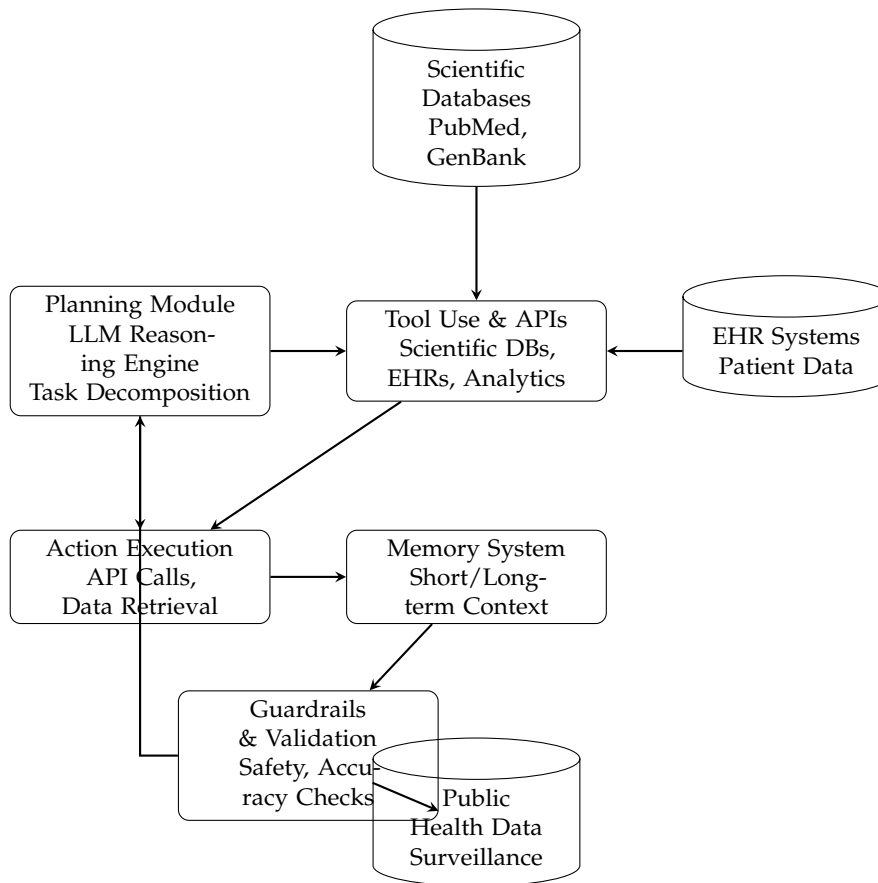 Scientific
Databases
PubMed,
GenBank
Planning Module
LLM Reason-
ing Engine
Task Decomposition
Tool Use & APIs
Scientific DBs,
EHRs, Analytics
EHR Systems
Patient Data
Action Execution
API Calls,
Data Retrieval
Memory System
Short/Long-
term Context
Guardrails
& Validation
Safety, Accu-
racy Checks
Public
Health Data
Surveillance